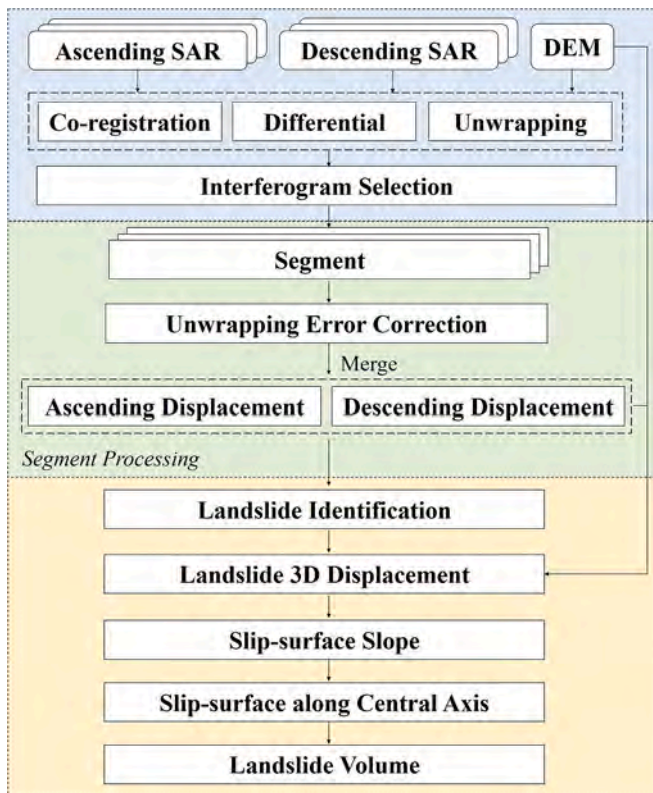 Ascending SAR
Descending SAR
DEM
Co-registration
Differential
Unwrapping
Interferogram Selection
Segment
Unwrapping Error Correction
Merge
Ascending Displacement
Descending Displacement
Segment Processing
Landslide Identification
Landslide 3D Displacement
Slip-surface Slope
Slip-surface along Central Axis
Landslide Volume